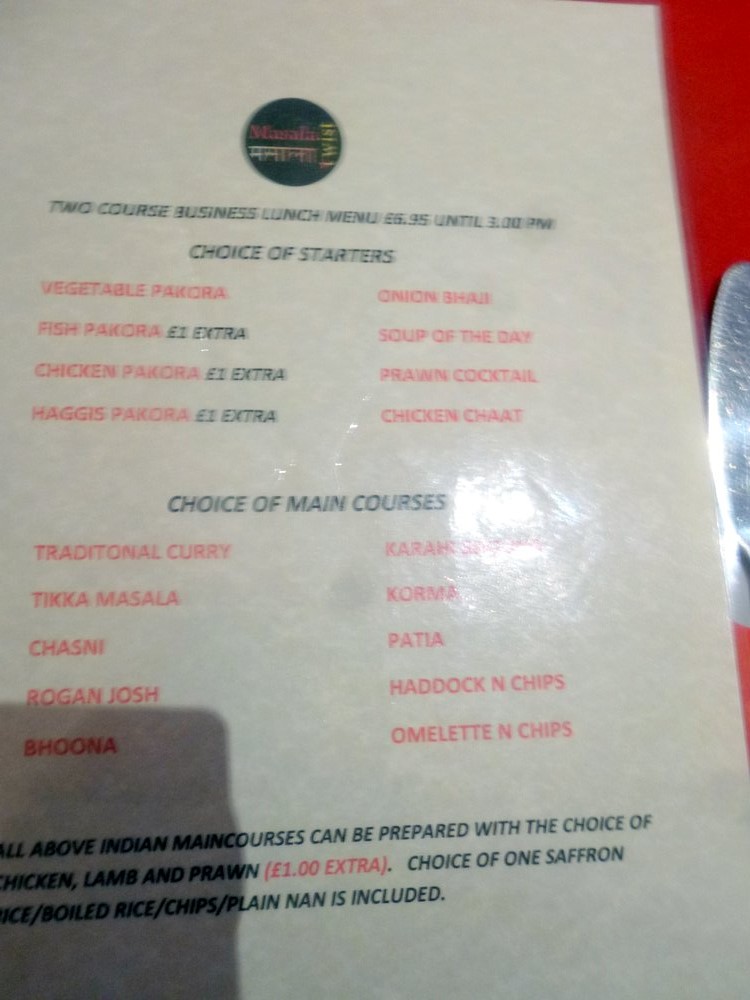 Masala
मसाला
Twist
TWO COURSE BUSINESS LUNCH MENU £6.95 UNTIL 3.00 PM
CHOICE OF STARTERS
VEGETABLE PAKORA
FISH PAKORA £1 EXTRA
CHICKEN PAKORA £1 EXTRA
HAGGIS PAKORA £1 EXTRA
ONION BHAJI
SOUP OF THE DAY
PRAWN COCKTAIL
CHICKEN CHAAT
CHOICE OF MAIN COURSES
TRADITONAL CURRY
TIKKA MASALA
CHASNI
ROGAN JOSH
BHOONA
KARAHI
KORMA
PATIA
HADDOCK N CHIPS
OMELETTE N CHIPS
ALL ABOVE INDIAN MAINCOURSES CAN BE PREPARED WITH THE CHOICE OF
CHICKEN, LAMB AND PRAWN (£1.00 EXTRA). CHOICE OF ONE SAFFRON
RICE/BOILED RICE/CHIPS/PLAIN NAN IS INCLUDED.